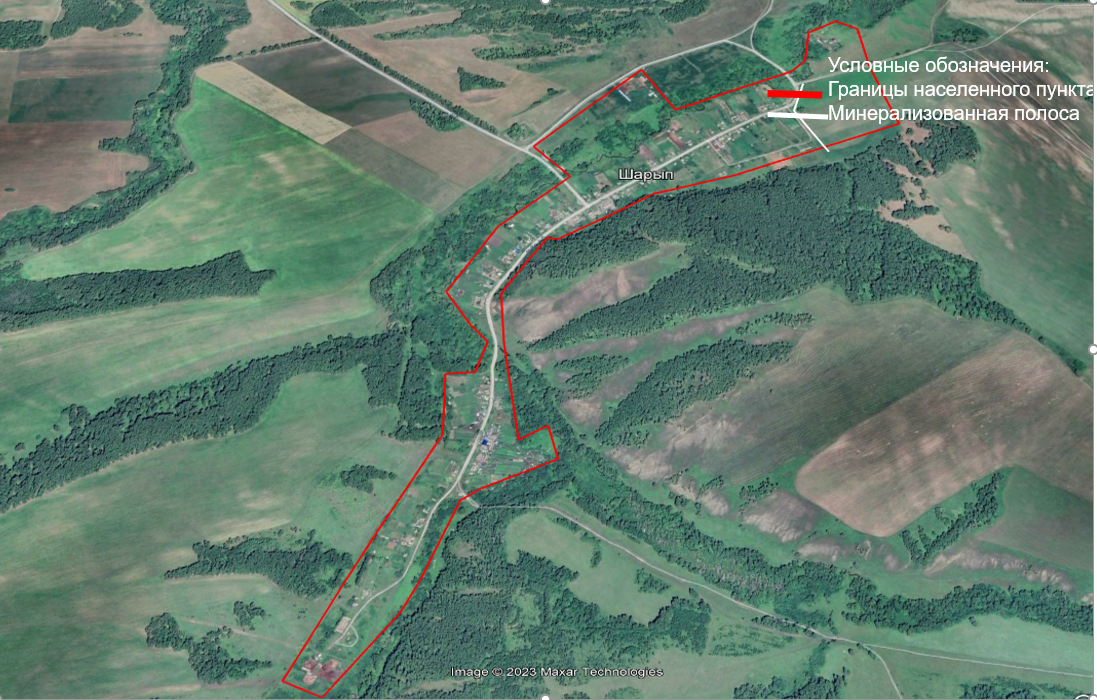 Условные обозначения:
Границы населенного пункта
Минерализованная полоса
Шарып
Image © 2023 Maxar Technologies